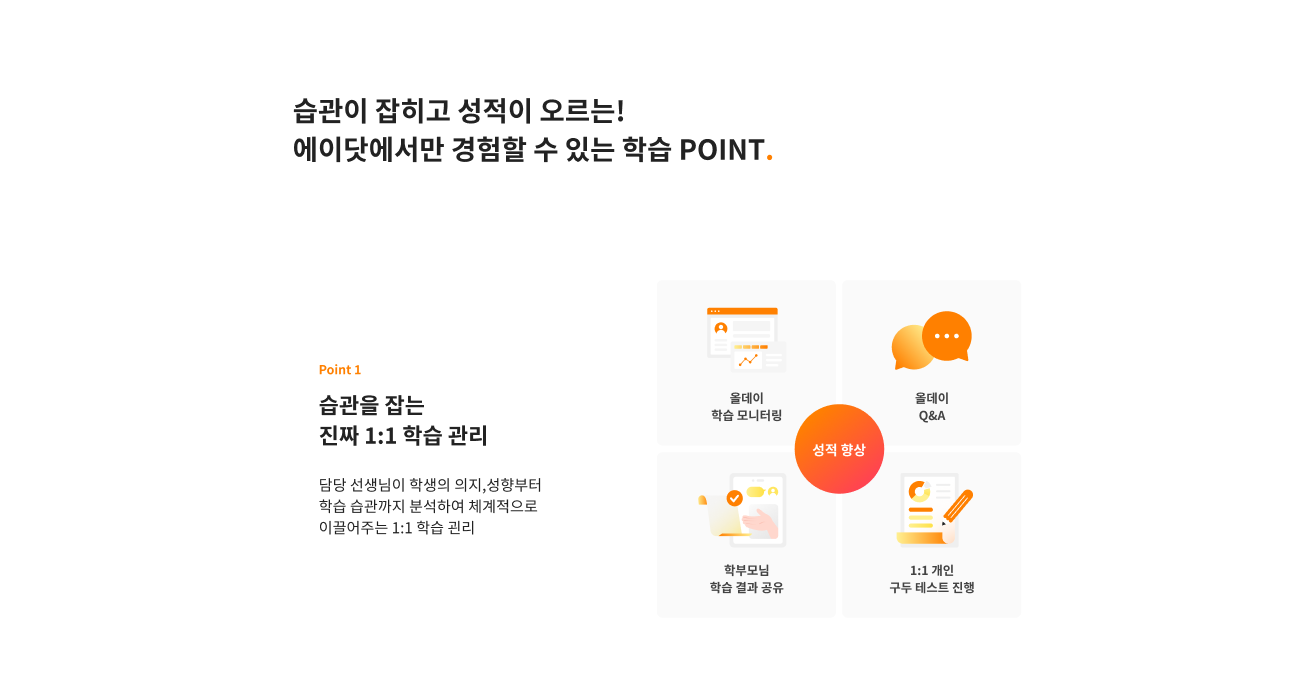 습관이 잡히고 성적이 오르는!
에이닷에서만 경험할 수 있는 학습 POINT.
Point 1
습관을 잡는
진짜 1:1 학습 관리
담당 선생님이 학생의 의지,성향부터
학습 습관까지 분석하여 체계적으로
이끌어주는 1:1 학습 괸리
올데이
학습 모니터링
올데이
Q&A
성적 향상
학부모님
학습 결과 공유
1:1 개인
구두 테스트 진행